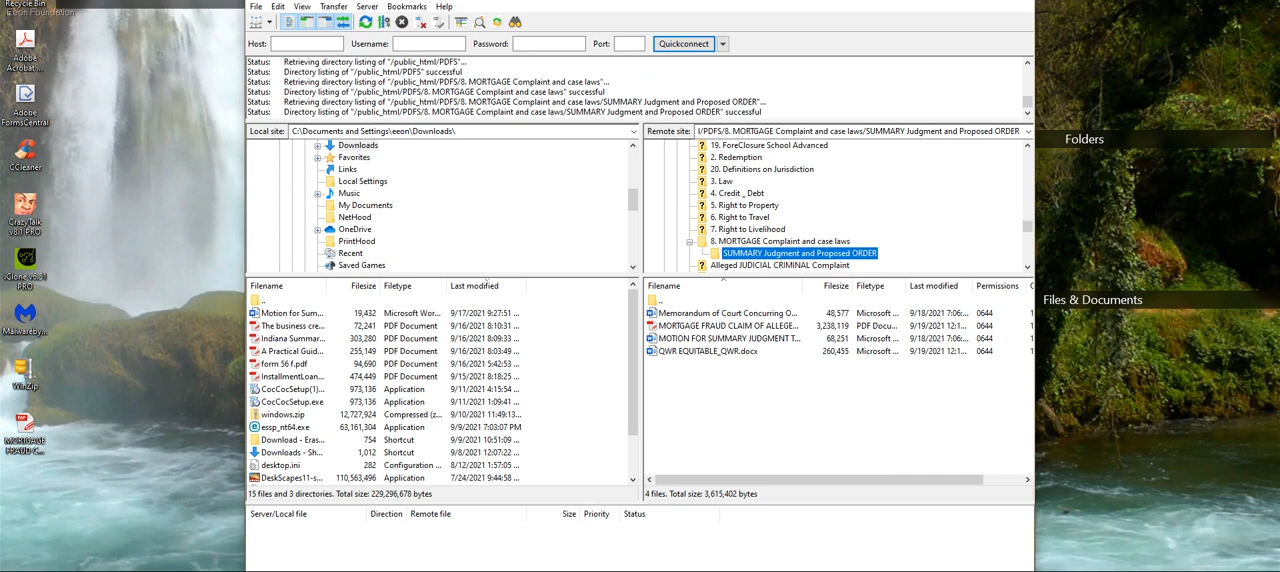 Recycle Bin
Eeon Foundation
Adobe
Acrobat ...
Adobe
FormsCentral
CCleaner
CrazyTalk
v8.1 PRO
iClone v6.01
PRO
Malwareby...
WinZip
MORTGAGE
FRAUD C...
File Edit View Transfer Server Bookmarks Help
Host: Username: Password: Port: Quickconnect
Status: Retrieving directory listing of "/public_html/PDFS"...
Status: Directory listing of "/public_html/PDFS" successful
Status: Retrieving directory listing of "/public_html/PDFS/8. MORTGAGE Complaint and case laws"...
Status: Directory listing of "/public_html/PDFS/8. MORTGAGE Complaint and case laws" successful
Status: Retrieving directory listing of "/public_html/PDFS/8. MORTGAGE Complaint and case laws/SUMMARY Judgment and Proposed ORDER"...
Status: Directory listing of "/public_html/PDFS/8. MORTGAGE Complaint and case laws/SUMMARY Judgment and Proposed ORDER" successful
Local site: C:\Documents and Settings\eeon\Downloads\
Downloads
Favorites
Links
Local Settings
Music
My Documents
NetHood
OneDrive
PrintHood
Recent
Saved Games
Remote site: l/PDFS/8. MORTGAGE Complaint and case laws/SUMMARY Judgment and Proposed ORDER
19. ForeClosure School Advanced
2. Redemption
20. Definitions on Jurisdiction
3. Law
4. Credit _ Debt
5. Right to Property
6. Right to Travel
7. Right to Livelihood
8. MORTGAGE Complaint and case laws
SUMMARY Judgment and Proposed ORDER
Alleged JUDICIAL CRIMINAL Complaint
Filename Filesize Filetype Last modified
..
Motion for Sum... 19,432 Microsoft Wor... 9/17/2021 9:27:51 ...
The business cre... 72,241 PDF Document 9/16/2021 8:10:31 ...
Indiana Summar... 303,280 PDF Document 9/16/2021 8:09:33 ...
A Practical Guid... 255,149 PDF Document 9/16/2021 8:03:49 ...
form 56 f.pdf 94,690 PDF Document 9/16/2021 5:42:53 ...
InstallmentLoan... 474,449 PDF Document 9/15/2021 8:18:25 ...
CocCocSetup(1)... 973,136 Application 9/11/2021 4:15:54 ...
CocCocSetup.exe 973,136 Application 9/11/2021 1:09:41 ...
windows.zip 12,727,924 Compressed (z... 9/10/2021 11:49:13...
essp_nt64.exe 63,161,304 Application 9/9/2021 7:03:07 PM
Download - Eras... 754 Shortcut 9/9/2021 10:51:09 ...
Downloads - Sh... 1,012 Shortcut 9/8/2021 12:07:22 ...
desktop.ini 282 Configuration ... 8/12/2021 1:57:05 ...
DeskScapes11-s... 110,563,496 Application 7/24/2021 9:44:58 ...
15 files and 3 directories. Total size: 229,296,678 bytes
Filename Filesize Filetype Last modified Permissions
..
Memorandum of Court Concurring O... 48,577 Microsoft ... 9/18/2021 7:06:... 0644
MORTGAGE FRAUD CLAIM OF ALLEGE... 3,238,119 PDF Docu... 9/19/2021 12:1... 0644
MOTION FOR SUMMARY JUDGMENT T... 68,251 Microsoft ... 9/18/2021 7:06:... 0644
QWR EQUITABLE_QWR.docx 260,455 Microsoft ... 9/19/2021 12:1... 0644
4 files. Total size: 3,615,402 bytes
Server/Local file Direction Remote file Size Priority Status
Folders
Files & Documents